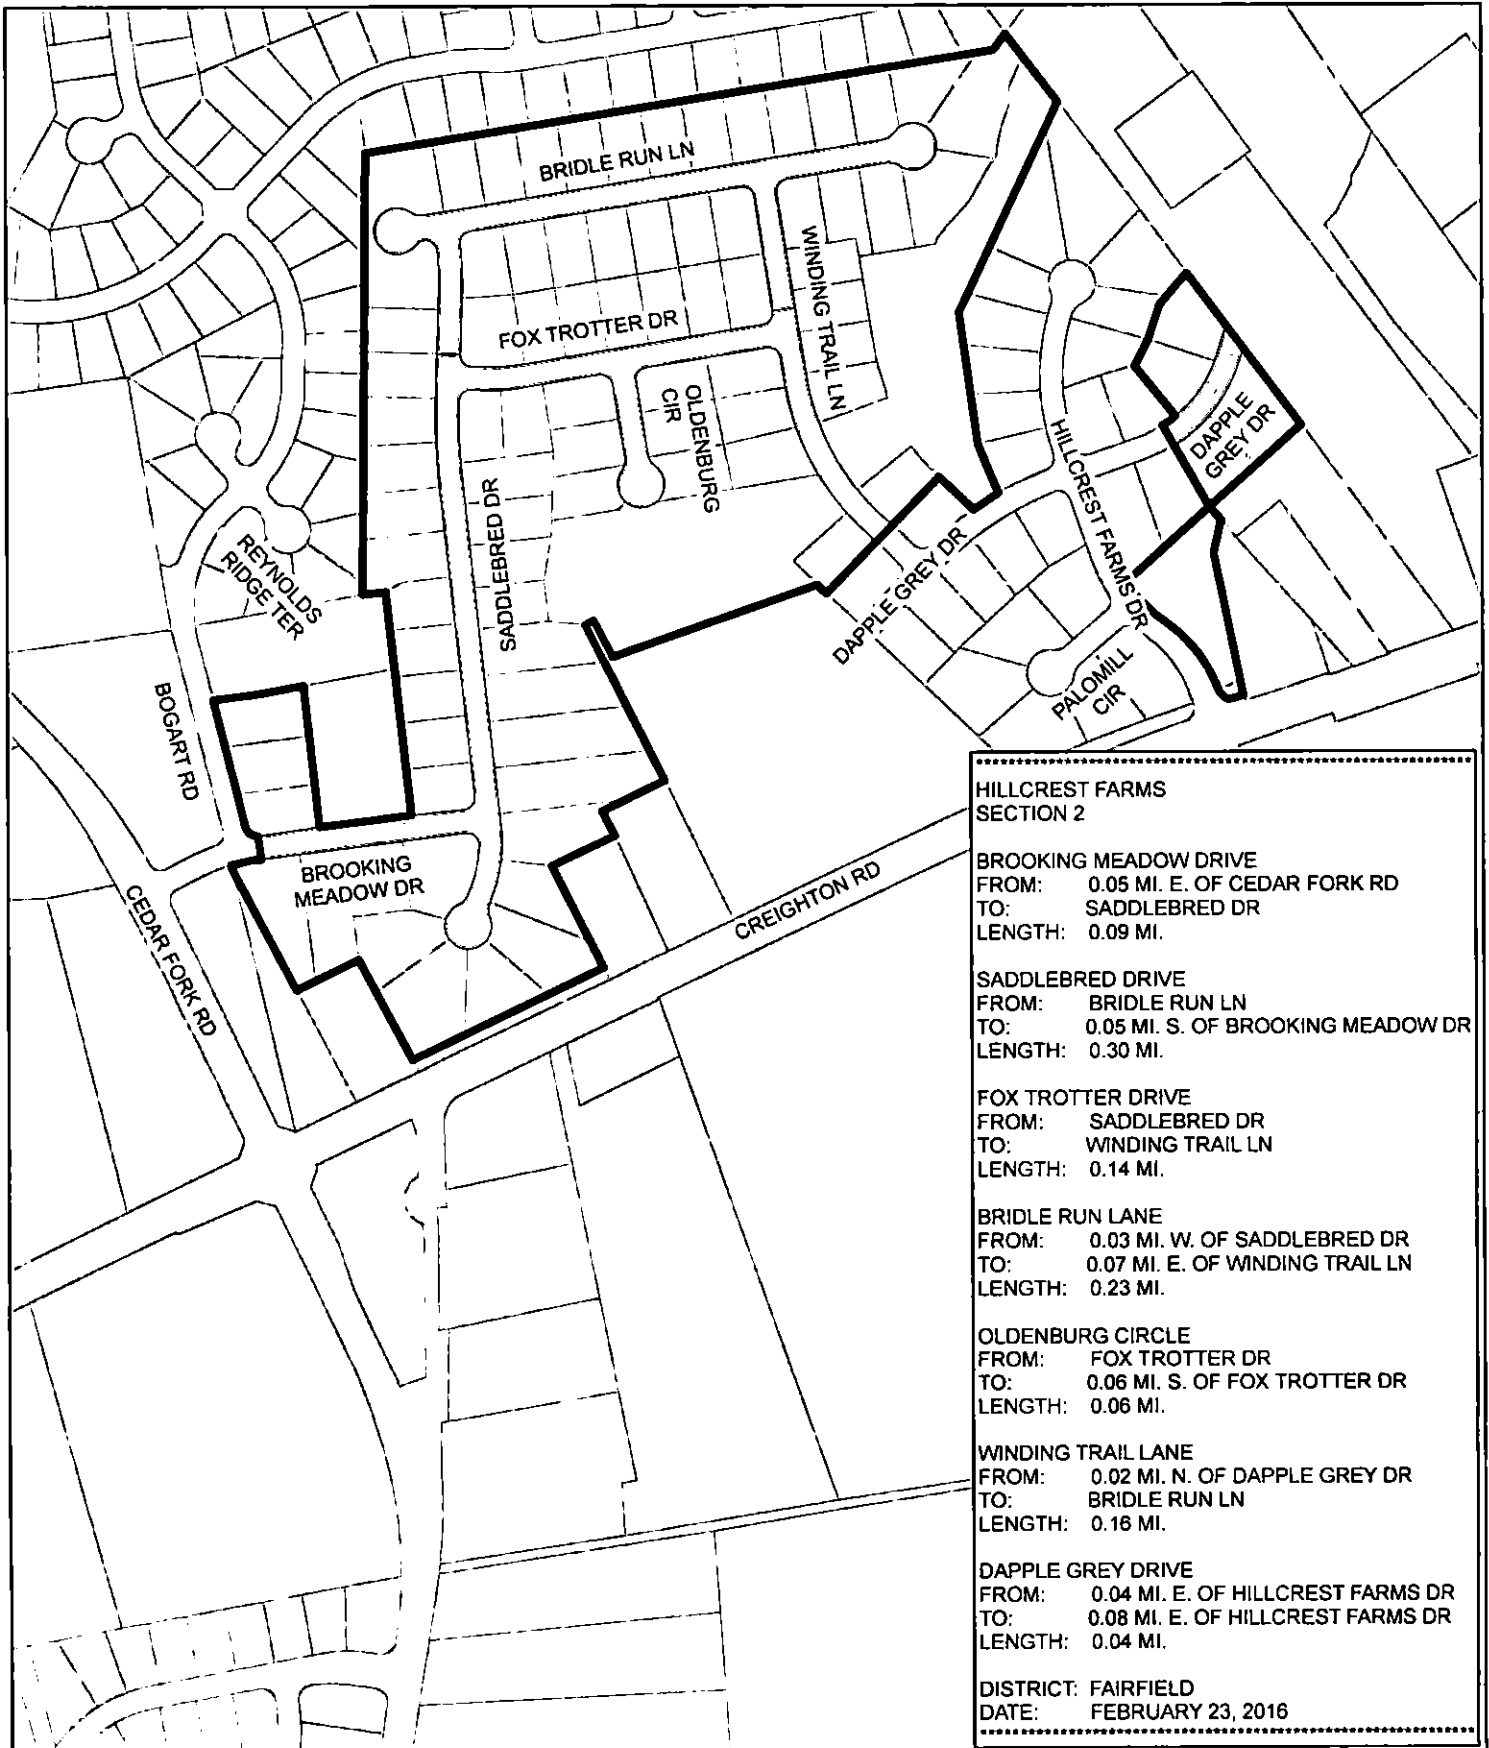 BRIDLE RUN LN
WINDING TRAIL LN
FOX TROTTER DR
OLDENBURG
CIR
DAPPLE
GREY DR
HILLCREST FARMS DR
SADDLEBRED DR
REYNOLDS
RIDGE TER
DAPPLE GREY DR
PALOMILL
CIR
BOGART RD
BROOKING
MEADOW DR
CEDAR FORK RD
CREIGHTON RD
HILLCREST FARMS
SECTION 2
BROOKING MEADOW DRIVE
FROM: 0.05 MI. E. OF CEDAR FORK RD
TO: SADDLEBRED DR
LENGTH: 0.09 MI.
SADDLEBRED DRIVE
FROM: BRIDLE RUN LN
TO: 0.05 MI. S. OF BROOKING MEADOW DR
LENGTH: 0.30 MI.
FOX TROTTER DRIVE
FROM: SADDLEBRED DR
TO: WINDING TRAIL LN
LENGTH: 0.14 MI.
BRIDLE RUN LANE
FROM: 0.03 MI. W. OF SADDLEBRED DR
TO: 0.07 MI. E. OF WINDING TRAIL LN
LENGTH: 0.23 MI.
OLDENBURG CIRCLE
FROM: FOX TROTTER DR
TO: 0.06 MI. S. OF FOX TROTTER DR
LENGTH: 0.06 MI.
WINDING TRAIL LANE
FROM: 0.02 MI. N. OF DAPPLE GREY DR
TO: BRIDLE RUN LN
LENGTH: 0.16 MI.
DAPPLE GREY DRIVE
FROM: 0.04 MI. E. OF HILLCREST FARMS DR
TO: 0.08 MI. E. OF HILLCREST FARMS DR
LENGTH: 0.04 MI.
DISTRICT: FAIRFIELD
DATE: FEBRUARY 23, 2016